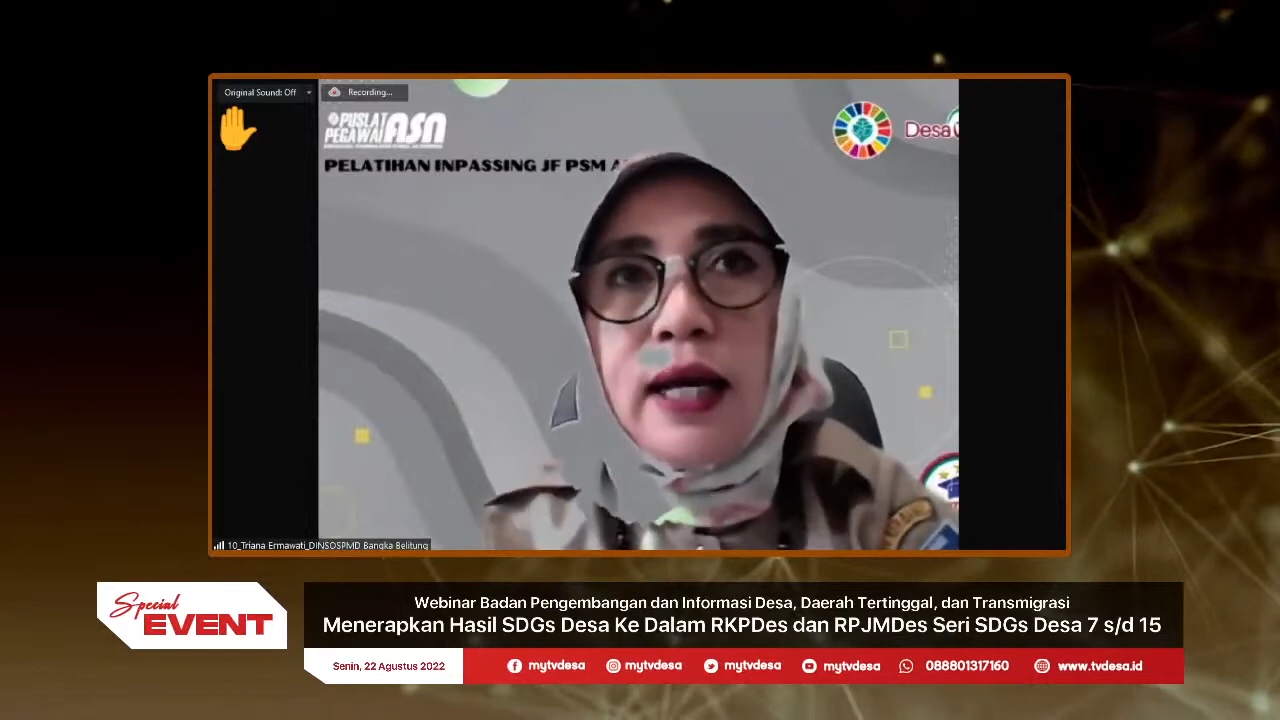 Original Sound: Off
Recording...
PUSLAT
PEGAWAI ASN
Desa
PELATIHAN INPASSING JF PSM
10_Triana Ermawati_DINSOSPMD Bangka Belitung
Special
EVENT
Webinar Badan Pengembangan dan Informasi Desa, Daerah Tertinggal, dan Transmigrasi
Menerapkan Hasil SDGs Desa Ke Dalam RKPDes dan RPJMDes Seri SDGs Desa 7 s/d 15
Senin, 22 Agustus 2022
mytvdesa
mytvdesa
mytvdesa
mytvdesa
088801317160
www.tvdesa.id